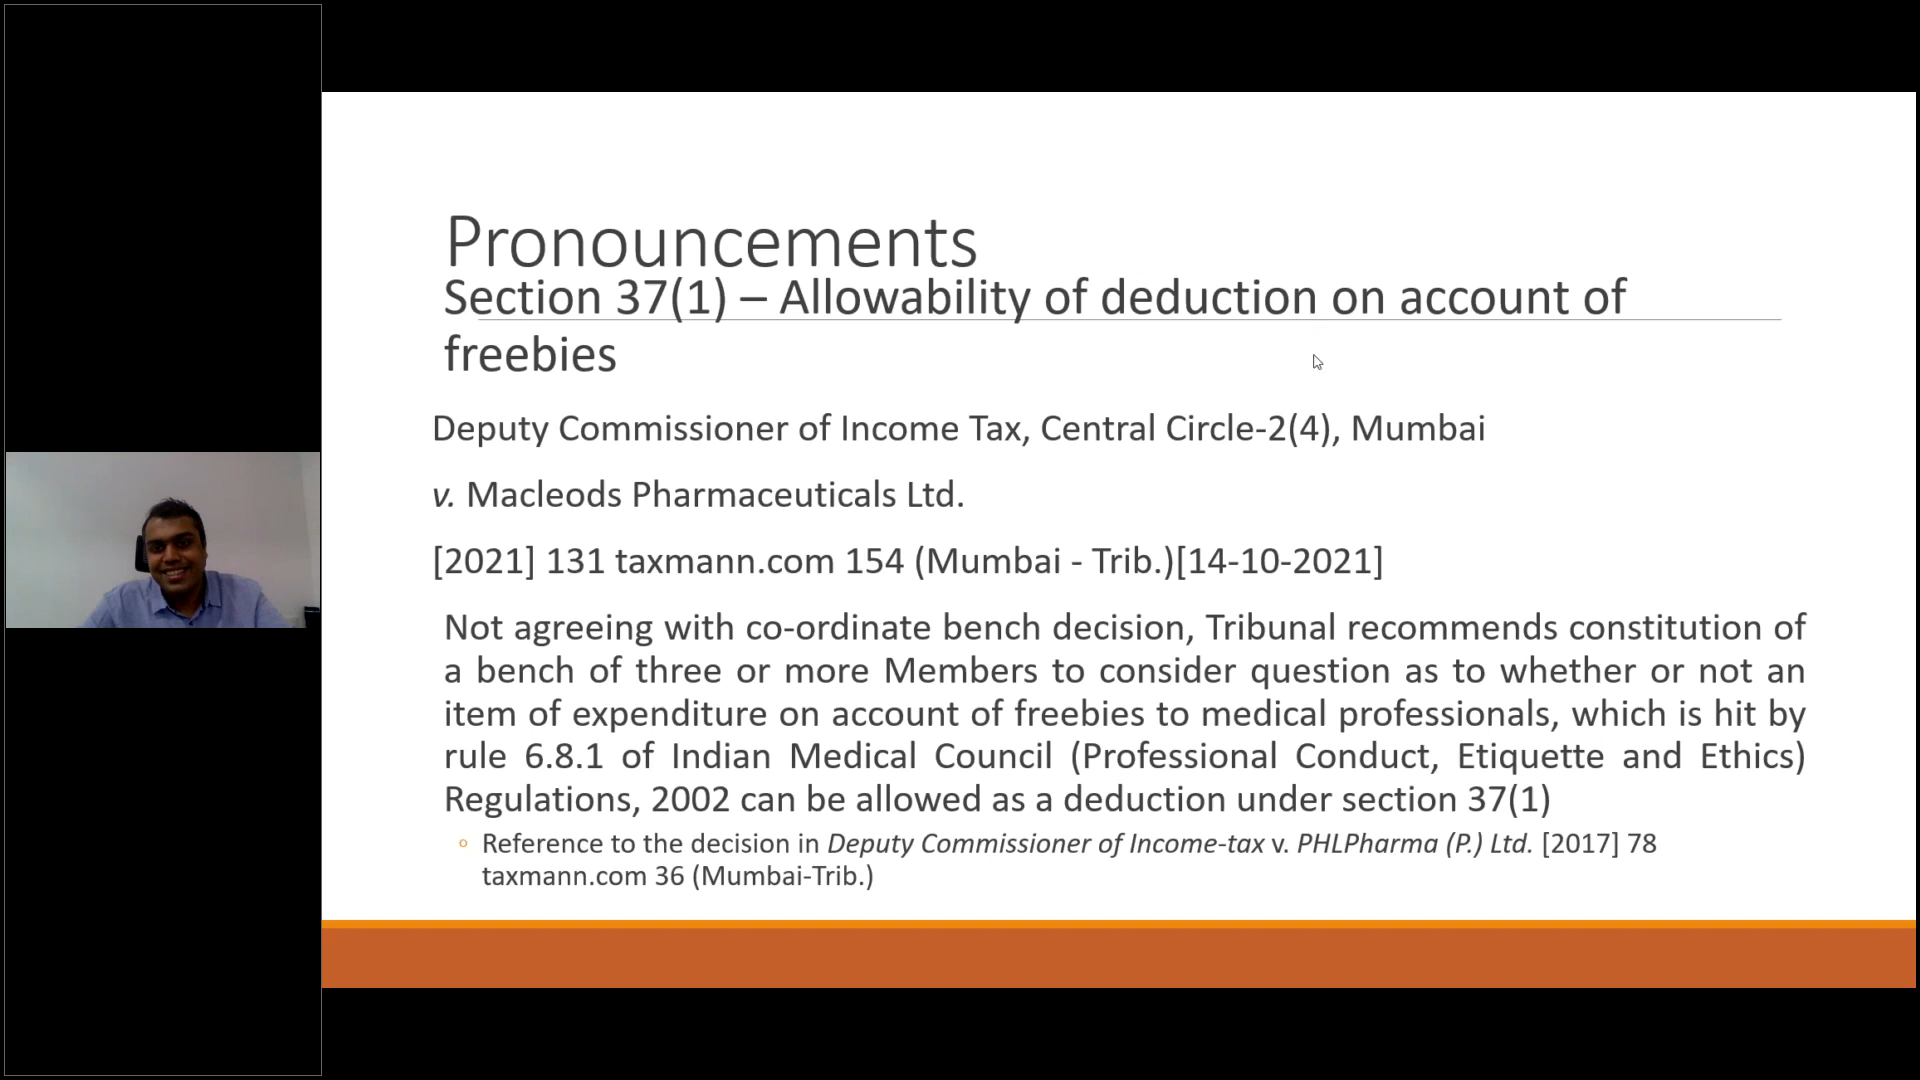 Pronouncements
Section 37(1) – Allowability of deduction on account of
freebies
Deputy Commissioner of Income Tax, Central Circle-2(4), Mumbai
v. Macleods Pharmaceuticals Ltd.
[2021] 131 taxmann.com 154 (Mumbai - Trib.)[14-10-2021]
Not agreeing with co-ordinate bench decision, Tribunal recommends constitution of
a bench of three or more Members to consider question as to whether or not an
item of expenditure on account of freebies to medical professionals, which is hit by
rule 6.8.1 of Indian Medical Council (Professional Conduct, Etiquette and Ethics)
Regulations, 2002 can be allowed as a deduction under section 37(1)
Reference to the decision in Deputy Commissioner of Income-tax v. PHLPharma (P.) Ltd. [2017] 78
taxmann.com 36 (Mumbai-Trib.)